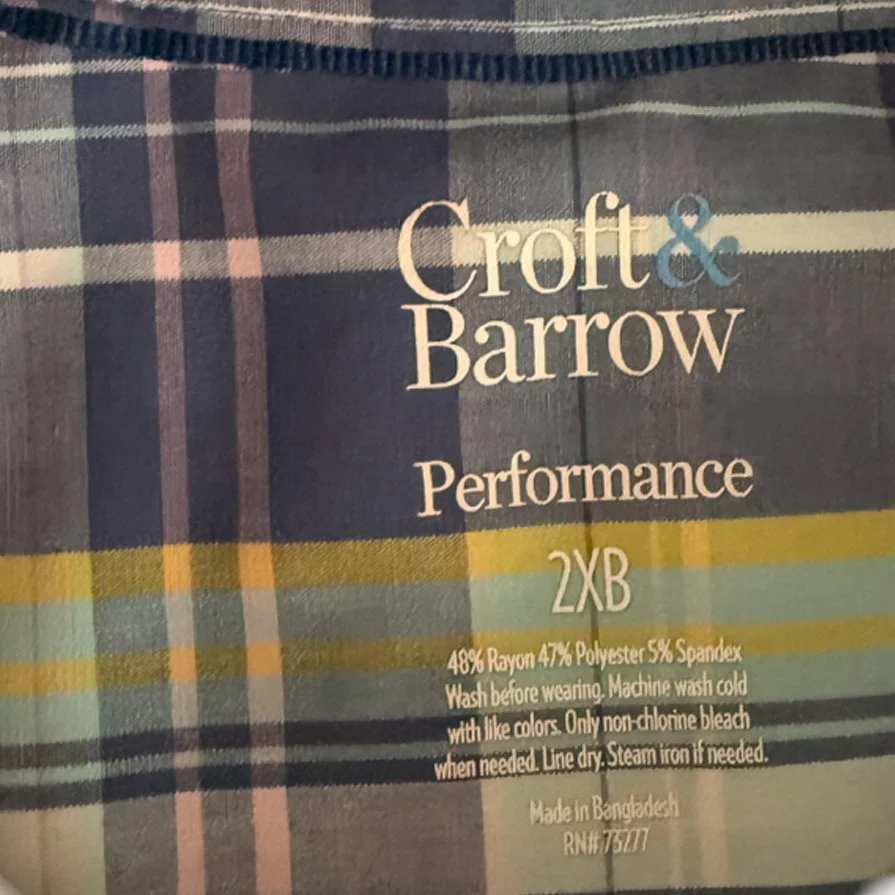 Croft&
Barrow
Performance
2XB
48% Rayon 47% Polyester 5% Spandex
Wash before wearing. Machine wash cold
with like colors. Only non-chlorine bleach
when needed. Line dry. Steam iron if needed.
Made in Bangladesh
RN# 73277